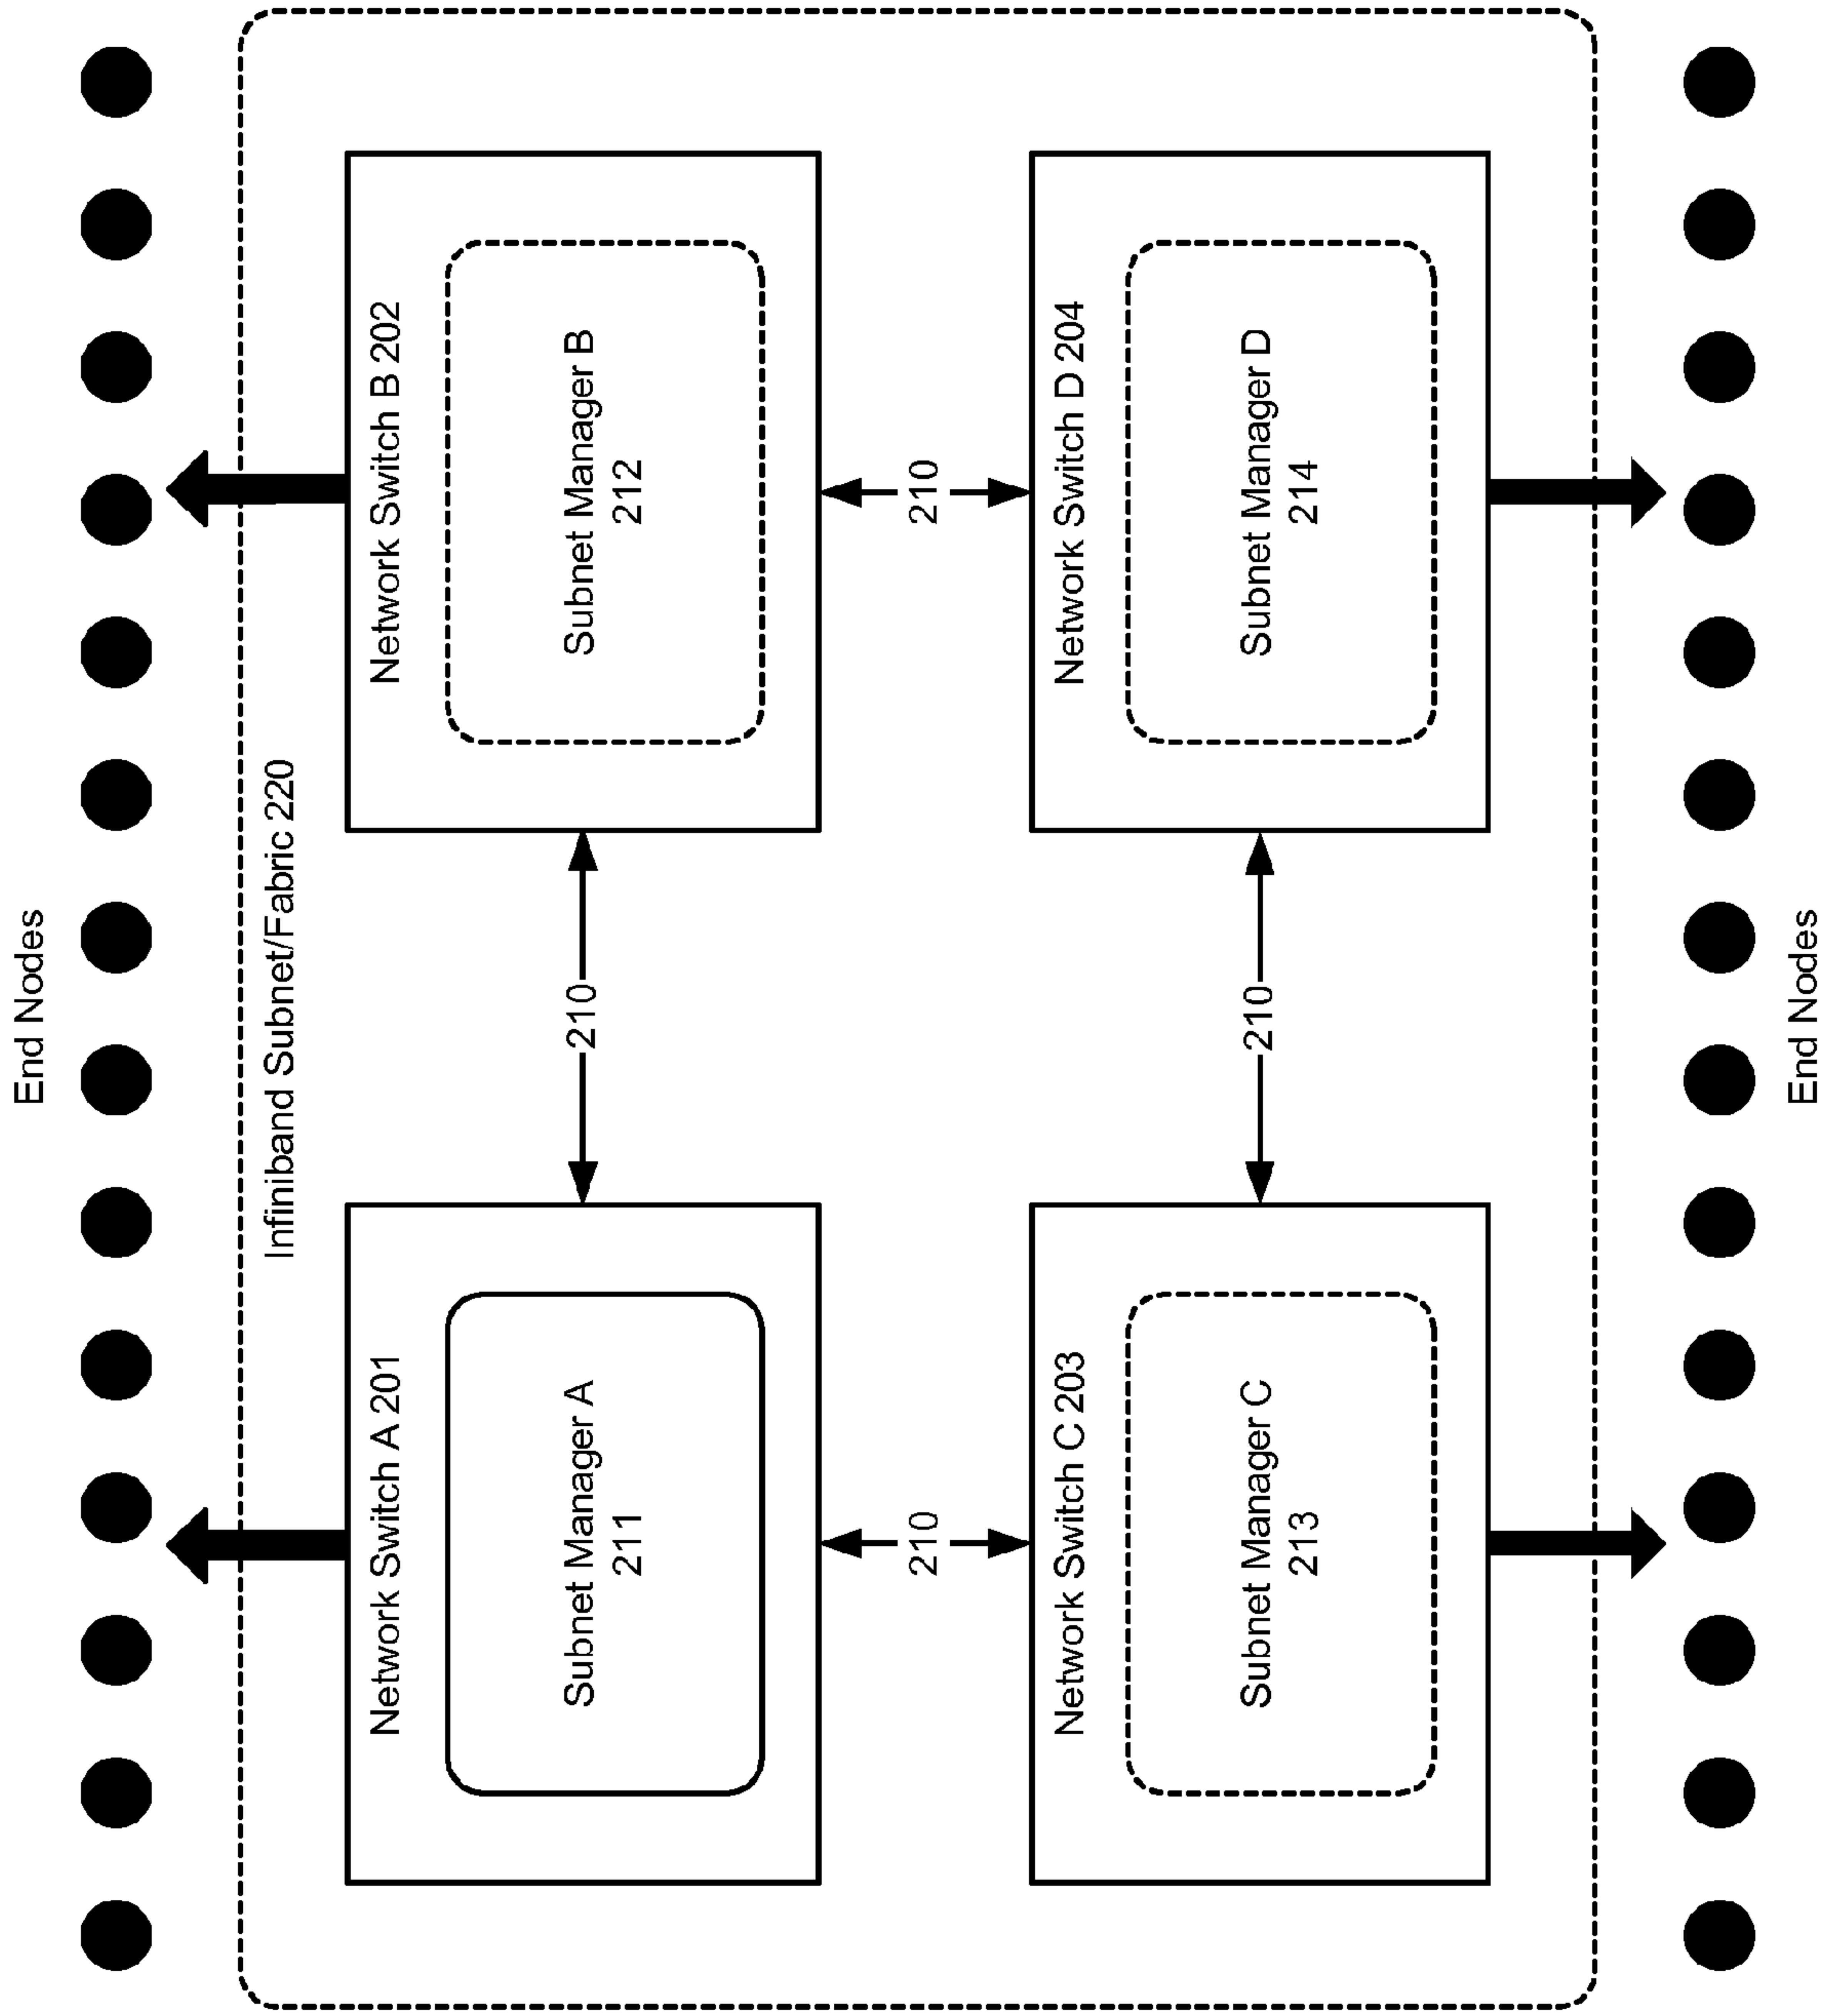 End Nodes
Infiniband Subnet/Fabric 220
Network Switch A 201
Subnet Manager A
211
210
Network Switch B 202
Subnet Manager B
212
210
210
Network Switch C 203
Subnet Manager C
213
210
Network Switch D 204
Subnet Manager D
214
End Nodes